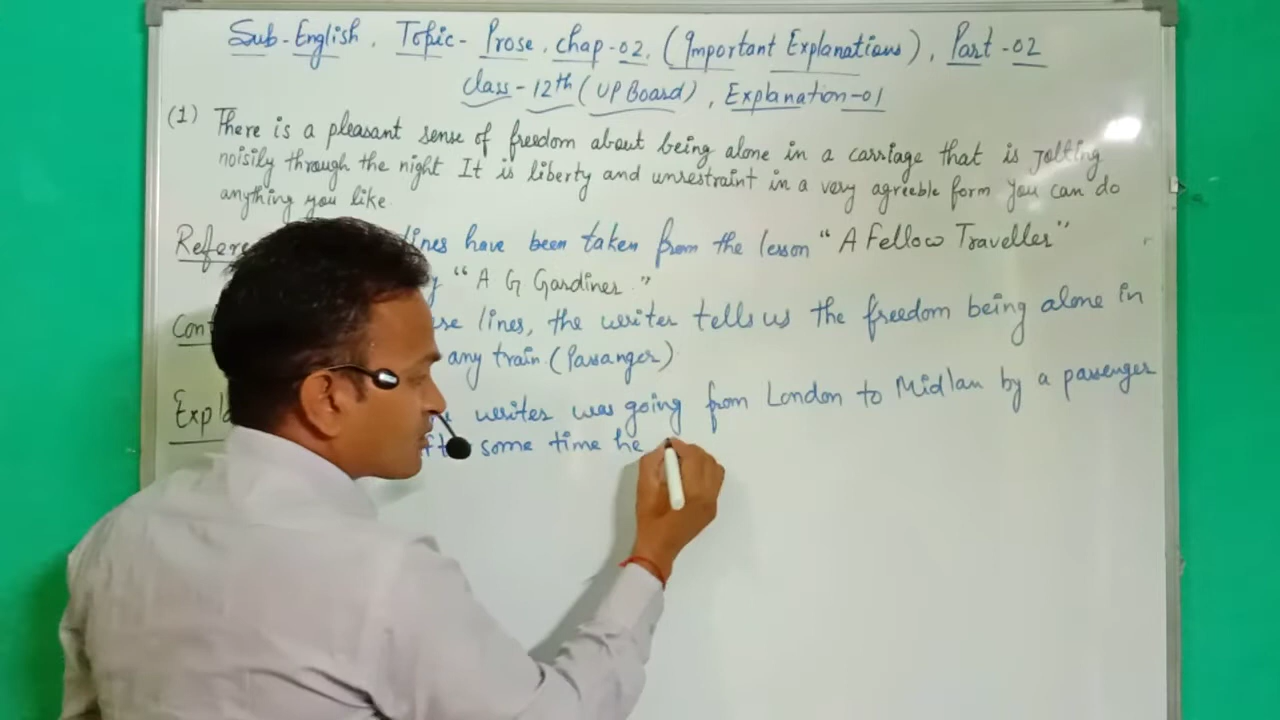 Sub-English, Topic- Prose, chap-02, (Important Explanations), Part-02
Class-12th (UP Board), Explanation-01
(1) There is a pleasant sense of freedom about being alone in a carriage that is jolting
noisily through the night It is liberty and unrestraint in a very agreeable form You can do
anything you like
Refere lines have been taken from the lesson "A Fellow Traveller"
y "A G Gardiner."
Cont se lines, the writer tells us the freedom being alone in
any train. (Passanger)
Expla writer was going from London to Midlan by a passenger
some time he